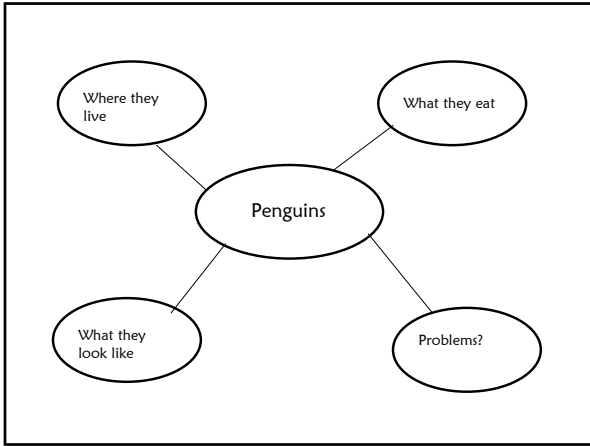 Where they
live
What they eat
Penguins
What they
look like
Problems?